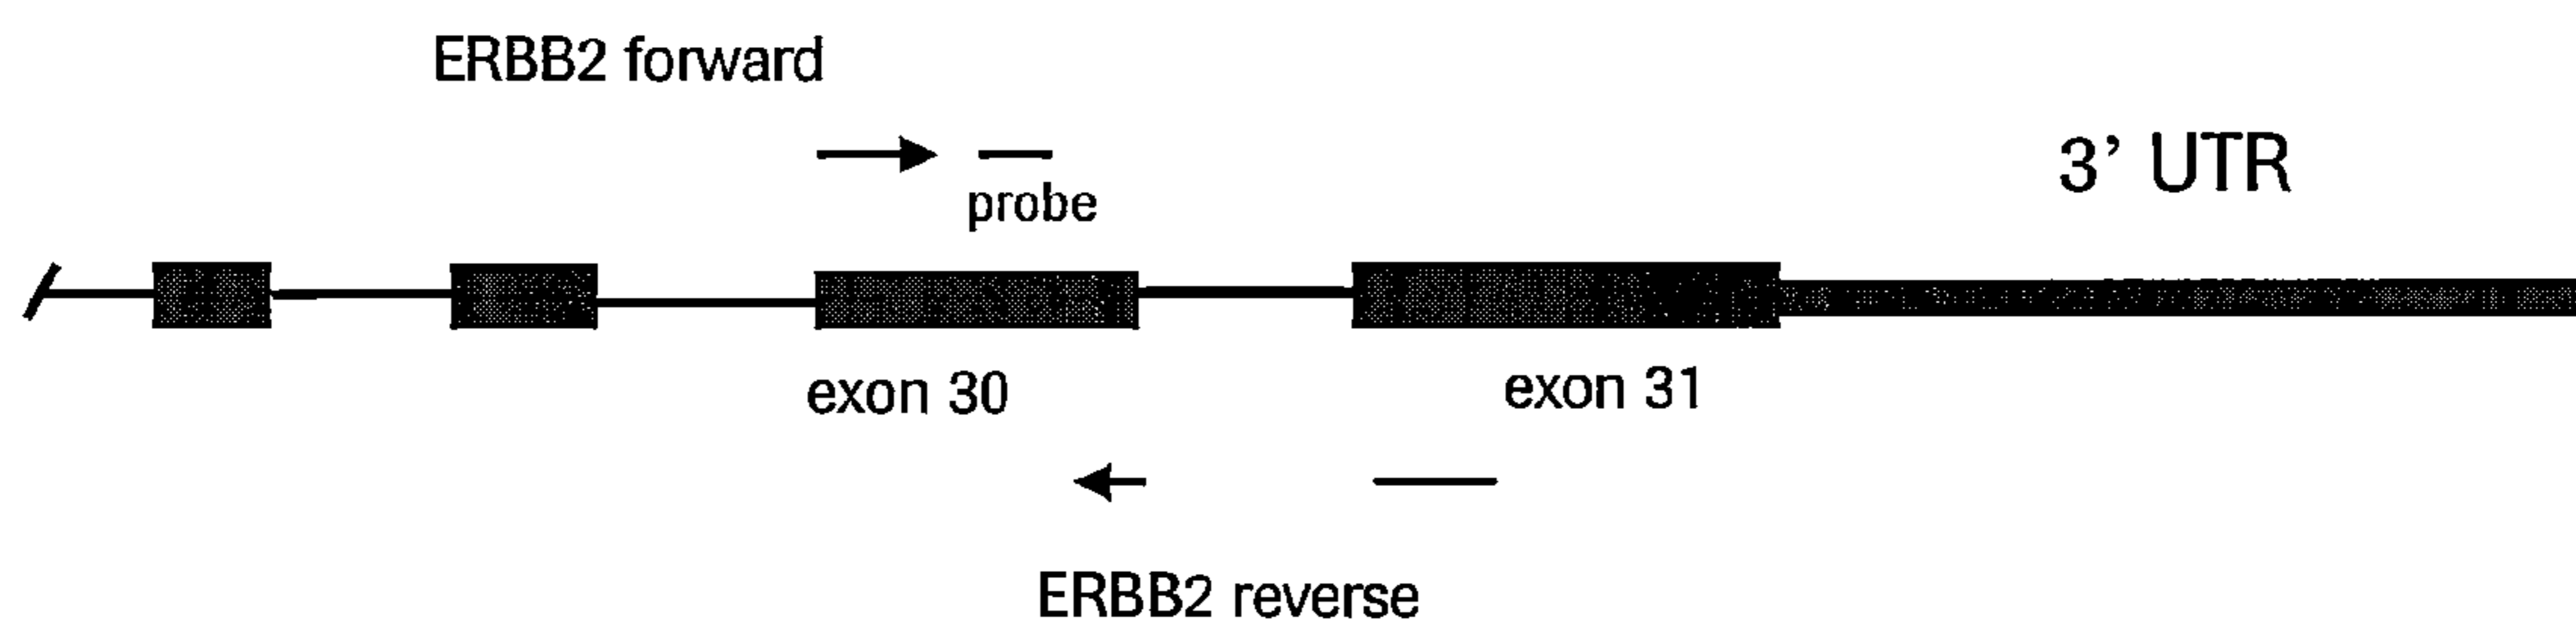 ERBB2 forward
probe
3’ UTR
exon 30
exon 31
ERBB2 reverse